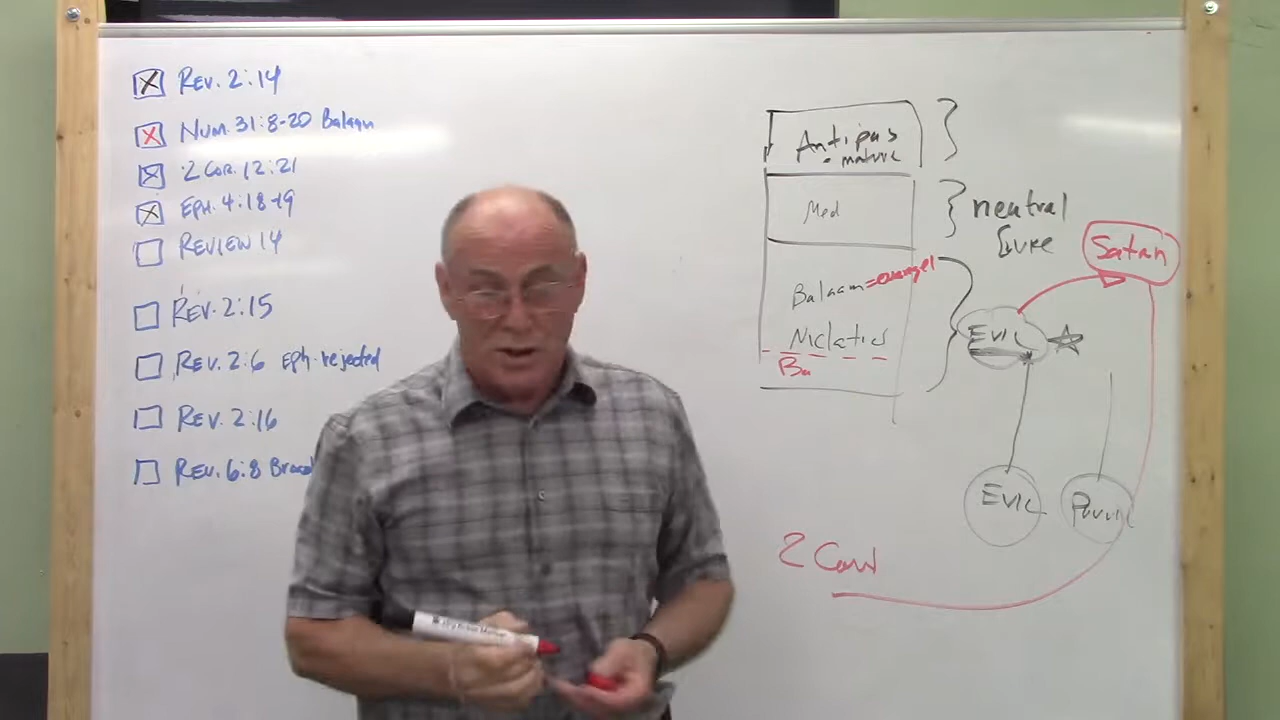 REV. 2:14
NUM. 31:8-20 Balaam
2 COR. 12:21
EPH. 4:18-19
REVIEW 14
REV. 2:15
REV. 2:6 EPH. rejected
REV. 2:16
REV. 6:8
Antipas
• mature
Med
neutral
Satan
Balaam =
EVIL
Ba
EVIL
2